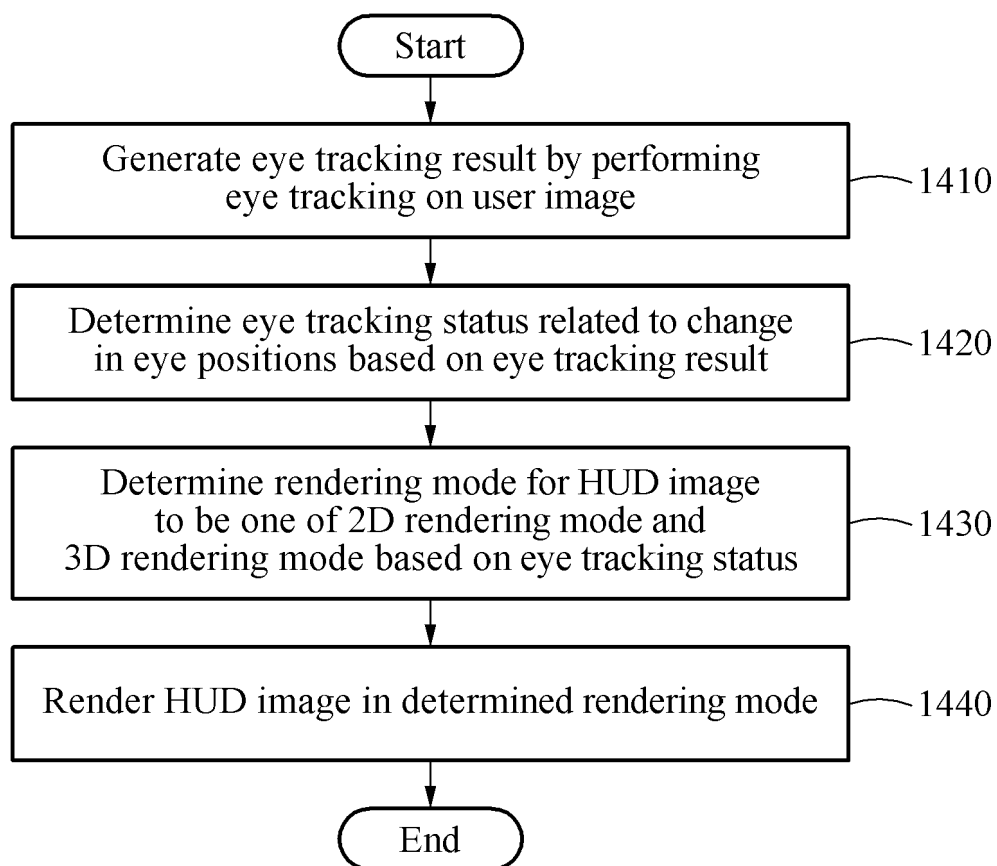 Start
Generate eye tracking result by performing
eye tracking on user image
1410
Determine eye tracking status related to change
in eye positions based on eye tracking result
1420
Determine rendering mode for HUD image
to be one of 2D rendering mode and
3D rendering mode based on eye tracking status
1430
Render HUD image in determined rendering mode
1440
End